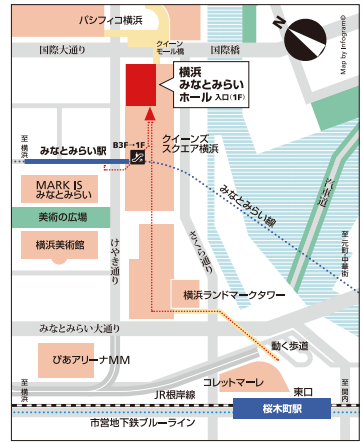 パシフィコ横浜
N
Map by Infogram©
国際大通り
クイーン
モール橋
国際橋
横浜
みなとみらい
ホール 入口(1F)
至横浜
みなとみらい駅
B3F→1F
クイーンズ
スクエア横浜
MARK IS
みなとみらい
美術の広場
横浜美術館
けやき通り
さくら通り
みなとみらい線
汽車道
至元町・中華街
横浜ランドマークタワー
みなとみらい大通り
動く歩道
ぴあアリーナMM
コレットマーレ
東口
至横浜
JR根岸線
桜木町駅
至関内
市営地下鉄ブルーライン